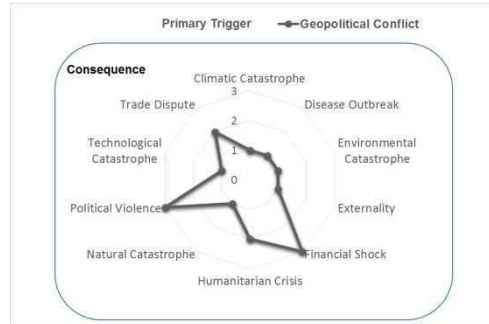 Primary Trigger Geopolitical Conflict
Consequence
Climatic Catastrophe
3
Trade Dispute
Disease Outbreak
2
Technological
Catastrophe
1
Environmental
Catastrophe
0
Political Violence
Externality
Natural Catastrophe
Financial Shock
Humanitarian Crisis